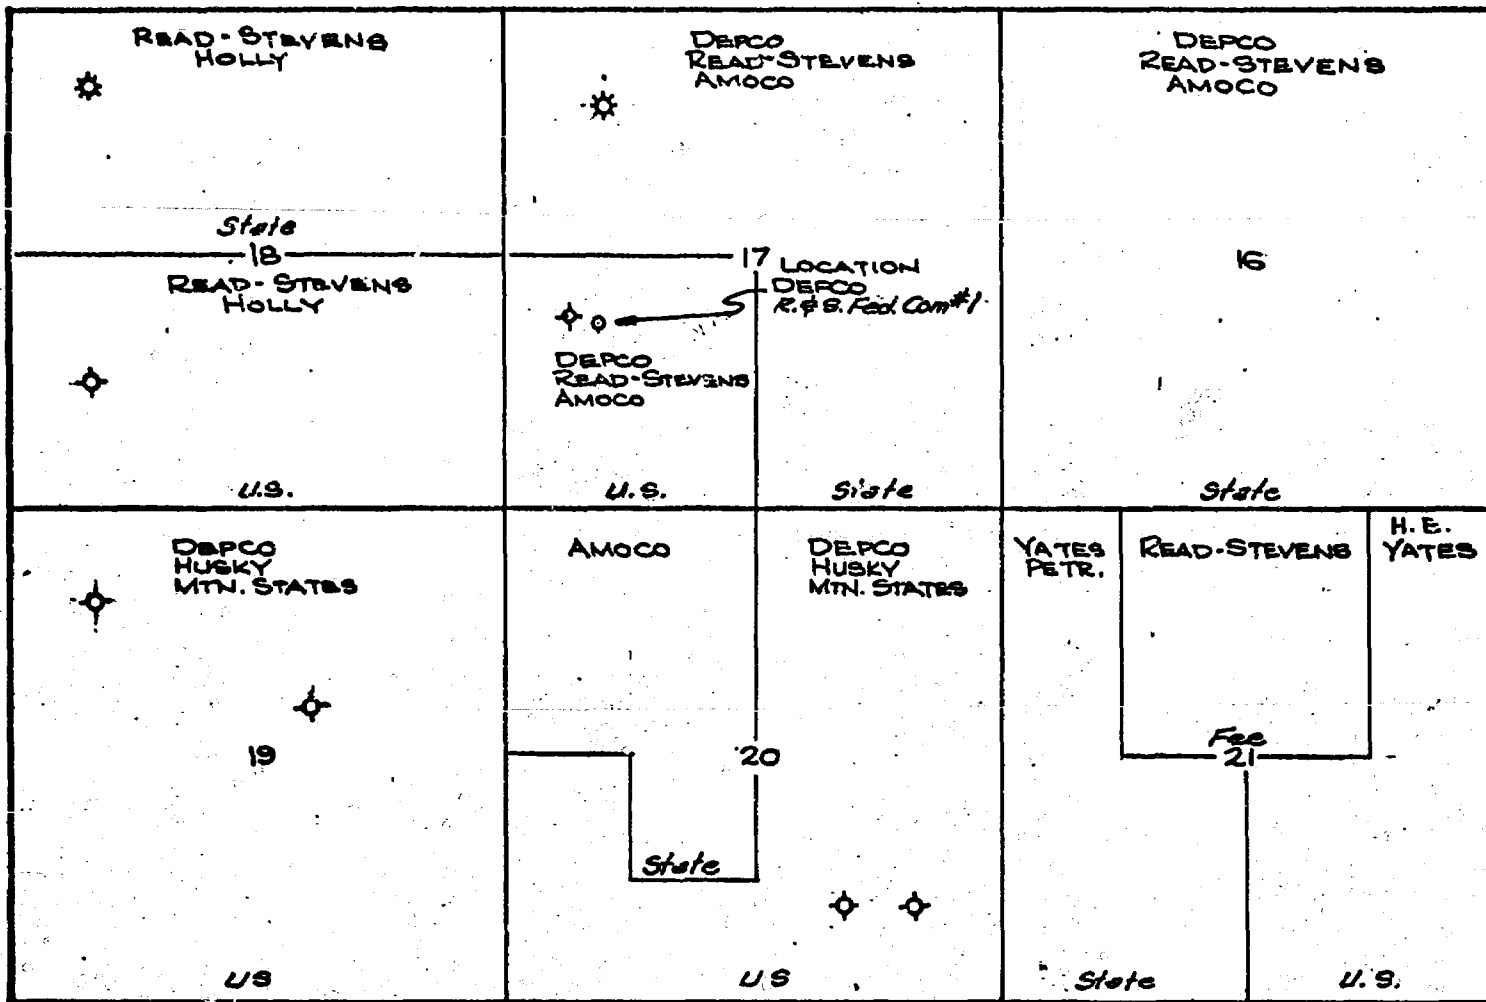 READ-STEVENS
HOLLY
State
18
READ-STEVENS
HOLLY
U.S.
DEPCO
READ-STEVENS
AMOCO
17
LOCATION
DEPCO
R.&S. Fed. Com #1
DEPCO
READ-STEVENS
AMOCO
U.S.
State
DEPCO
READ-STEVENS
AMOCO
16
State
DEPCO
HUSKY
MTN. STATES
19
US
AMOCO
DEPCO
HUSKY
MTN. STATES
20
State
US
YATES
PETR.
READ-STEVENS
H.E.
YATES
Fee
21
State
U.S.